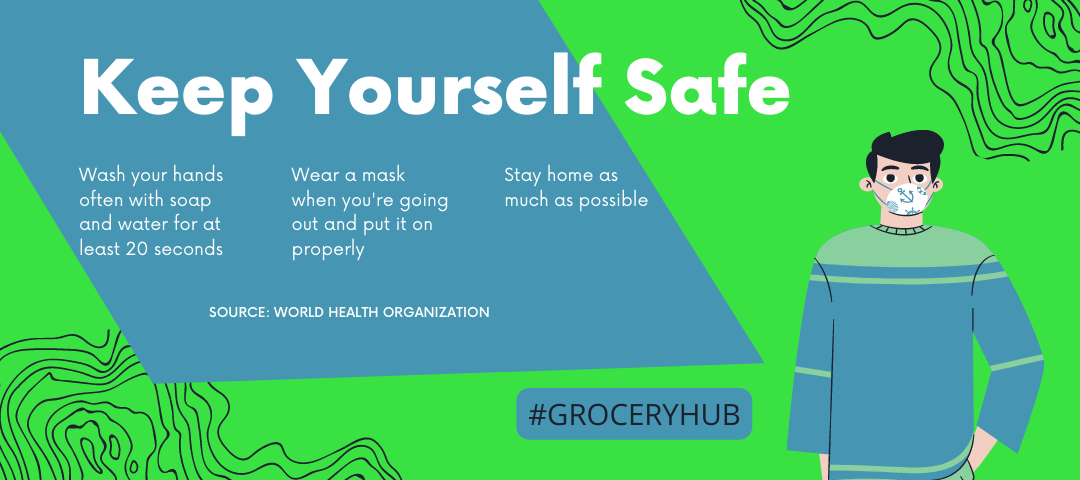 Keep Yourself Safe
Wash your hands
often with soap
and water for at
least 20 seconds
Wear a mask
when you're going
out and put it on
properly
Stay home as
much as possible
SOURCE: WORLD HEALTH ORGANIZATION
#GROCERYHUB